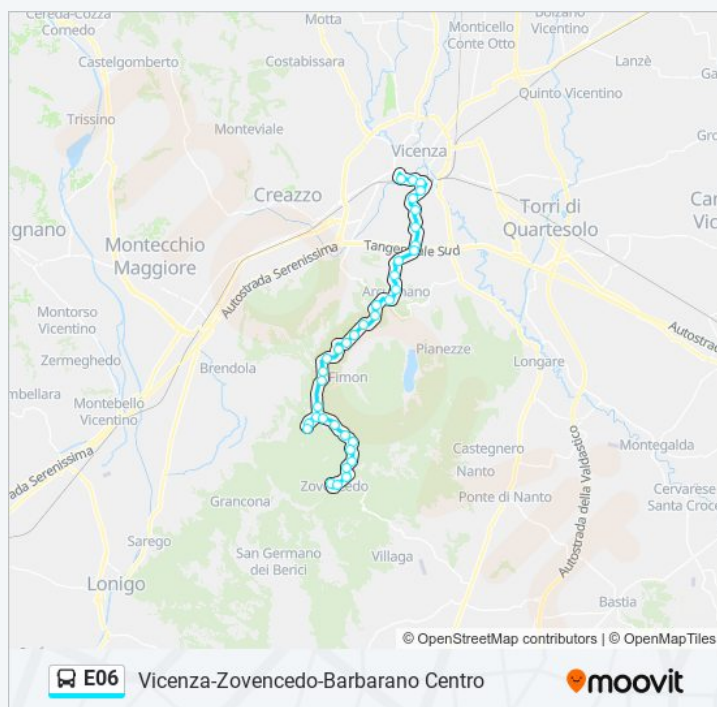 Cereda-Cozza
Cornedo
Motta
Monticello
Conte Otto
Bolzano
Vicentino
Castelgomberto
Costabissara
Lanzè
Quinto Vicentino
Trissino
Monteviale
Vicenza
Creazzo
Torri di
Quartesolo
Montecchio
Maggiore
Autostrada Serenissima
Tangenziale Sud
Montorso
Vicentino
Zermeghedo
Brendola
Pianezze
Longare
Fimon
Montebello
Vicentino
Montegalda
Castegnero
Nanto
Zovencedo
Ponte di Nanto
Grancona
Autostrada della Valdastico
Cervarese
Santa Croce
Sarego
San Germano
dei Berici
Villaga
Lonigo
Bastia
© OpenStreetMap contributors | © OpenMapTiles
E06 Vicenza-Zovencedo-Barbarano Centro moovit